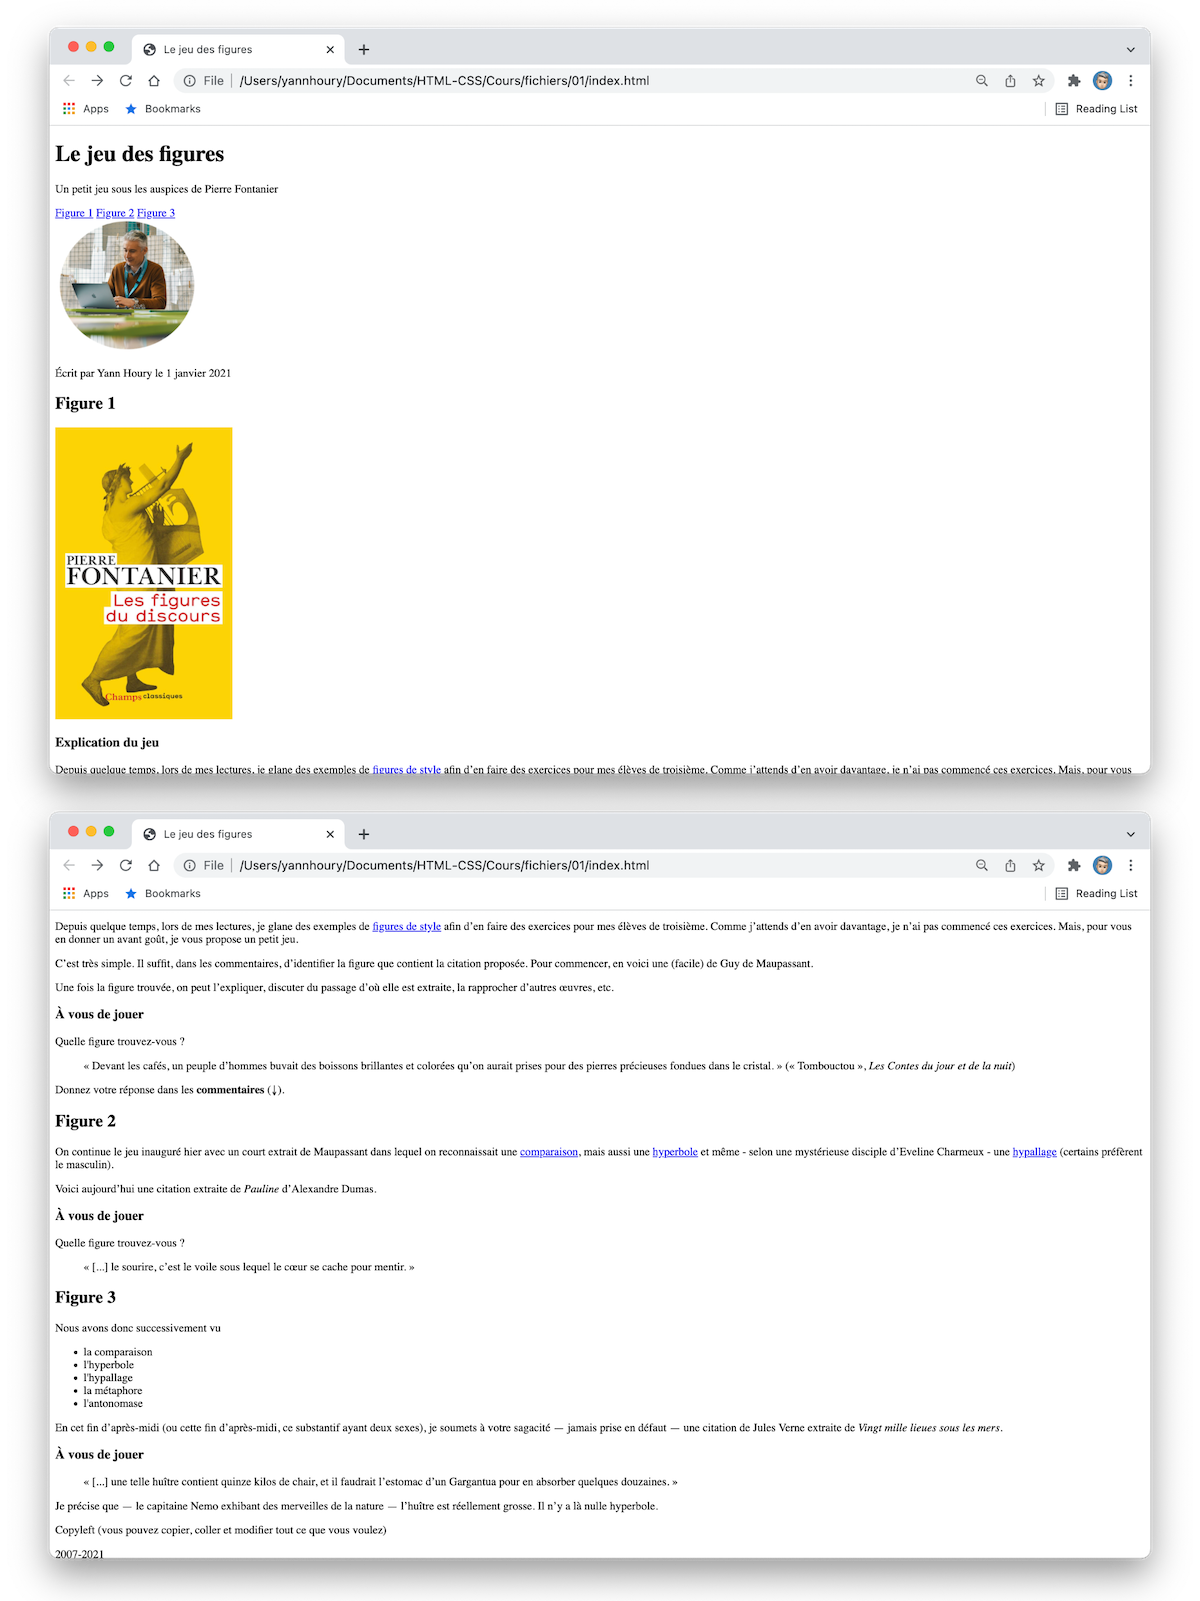 Le jeu des figures
File | /Users/yannhoury/Documents/HTML-CSS/Cours/fichiers/01/index.html
Apps Bookmarks Reading List
Le jeu des figures
Un petit jeu sous les auspices de Pierre Fontanier
Figure 1 Figure 2 Figure 3
Écrit par Yann Houry le 1 janvier 2021
Figure 1
PIERRE
FONTANIER
Les figures
du discours
Champs classiques
Explication du jeu
Depuis quelque temps, lors de mes lectures, je glane des exemples de figures de style afin d’en faire des exercices pour mes élèves de troisième. Comme j’attends d’en avoir davantage, je n’ai pas commencé ces exercices. Mais, pour vous
Le jeu des figures
File | /Users/yannhoury/Documents/HTML-CSS/Cours/fichiers/01/index.html
Apps Bookmarks Reading List
Depuis quelque temps, lors de mes lectures, je glane des exemples de figures de style afin d’en faire des exercices pour mes élèves de troisième. Comme j’attends d’en avoir davantage, je n’ai pas commencé ces exercices. Mais, pour vous
en donner un avant goût, je vous propose un petit jeu.
C’est très simple. Il suffit, dans les commentaires, d’identifier la figure que contient la citation proposée. Pour commencer, en voici une (facile) de Guy de Maupassant.
Une fois la figure trouvée, on peut l’expliquer, discuter du passage d’où elle est extraite, la rapprocher d’autres œuvres, etc.
À vous de jouer
Quelle figure trouvez-vous ?
« Devant les cafés, un peuple d’hommes buvait des boissons brillantes et colorées qu’on aurait prises pour des pierres précieuses fondues dans le cristal. » (« Tombouctou », Les Contes du jour et de la nuit)
Donnez votre réponse dans les commentaires (↓).
Figure 2
On continue le jeu inauguré hier avec un court extrait de Maupassant dans lequel on reconnaissait une comparaison, mais aussi une hyperbole et même - selon une mystérieuse disciple d’Eveline Charmeux - une hypallage (certains préfèrent
le masculin).
Voici aujourd’hui une citation extraite de Pauline d’Alexandre Dumas.
À vous de jouer
Quelle figure trouvez-vous ?
« [...] le sourire, c’est le voile sous lequel le cœur se cache pour mentir. »
Figure 3
Nous avons donc successivement vu
• la comparaison
• l'hyperbole
• l'hypallage
• la métaphore
• l'antonomase
En cet fin d’après-midi (ou cette fin d’après-midi, ce substantif ayant deux sexes), je soumets à votre sagacité — jamais prise en défaut — une citation de Jules Verne extraite de Vingt mille lieues sous les mers.
À vous de jouer
« [...] une telle huître contient quinze kilos de chair, et il faudrait l’estomac d’un Gargantua pour en absorber quelques douzaines. »
Je précise que — le capitaine Nemo exhibant des merveilles de la nature — l’huître est réellement grosse. Il n’y a là nulle hyperbole.
Copyleft (vous pouvez copier, coller et modifier tout ce que vous voulez)
2007-2021